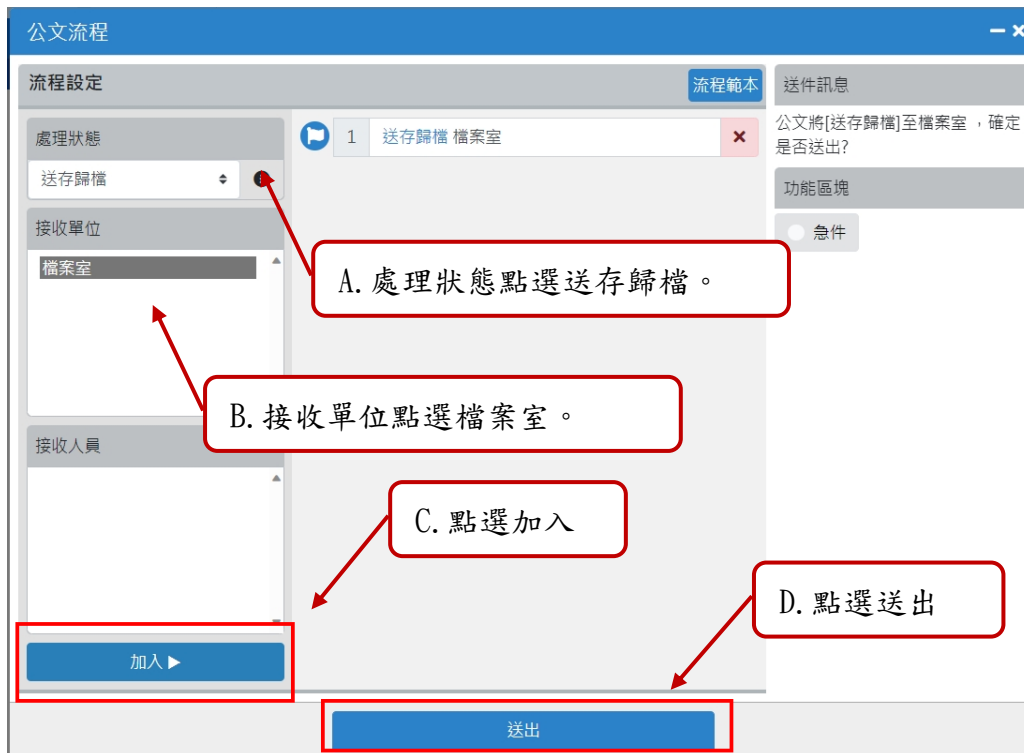 公文流程
流程設定
流程範本
處理狀態
送存歸檔
接收單位
檔案室
接收人員
加入▶
1 送存歸檔 檔案室
送件訊息
公文將[送存歸檔]至檔案室 ，確定
是否送出?
功能區塊
急件
A.處理狀態點選送存歸檔。
B.接收單位點選檔案室。
C.點選加入
D.點選送出
送出